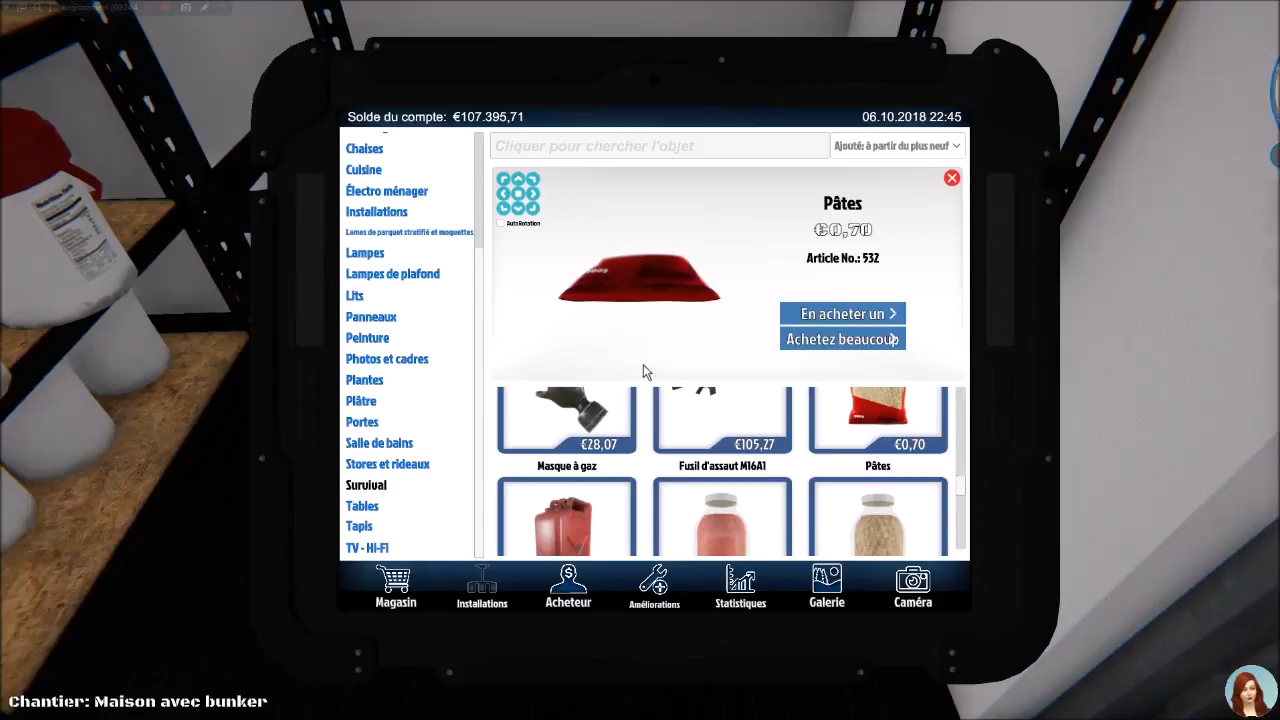 Solde du compte: €107.395,71
06.10.2018 22:45
Cliquer pour chercher l'objet
Ajouté: à partir du plus neuf
Chaises
Cuisine
Électro ménager
Installations
Lames de parquet stratifié et moquettes
Lampes
Lampes de plafond
Lits
Panneaux
Peinture
Photos et cadres
Plantes
Plâtre
Portes
Salle de bains
Stores et rideaux
Survival
Tables
Tapis
TV - HI-FI
AutoRotation
Pâtes
€0,70
Article No.: 532
En acheter un
Achetez beaucoup
€28,07
€105,27
€0,70
Masque à gaz
Fusil d'assaut M16A1
Pâtes
Magasin
Installations
Acheteur
Améliorations
Statistiques
Galerie
Caméra
Chantier: Maison avec bunker